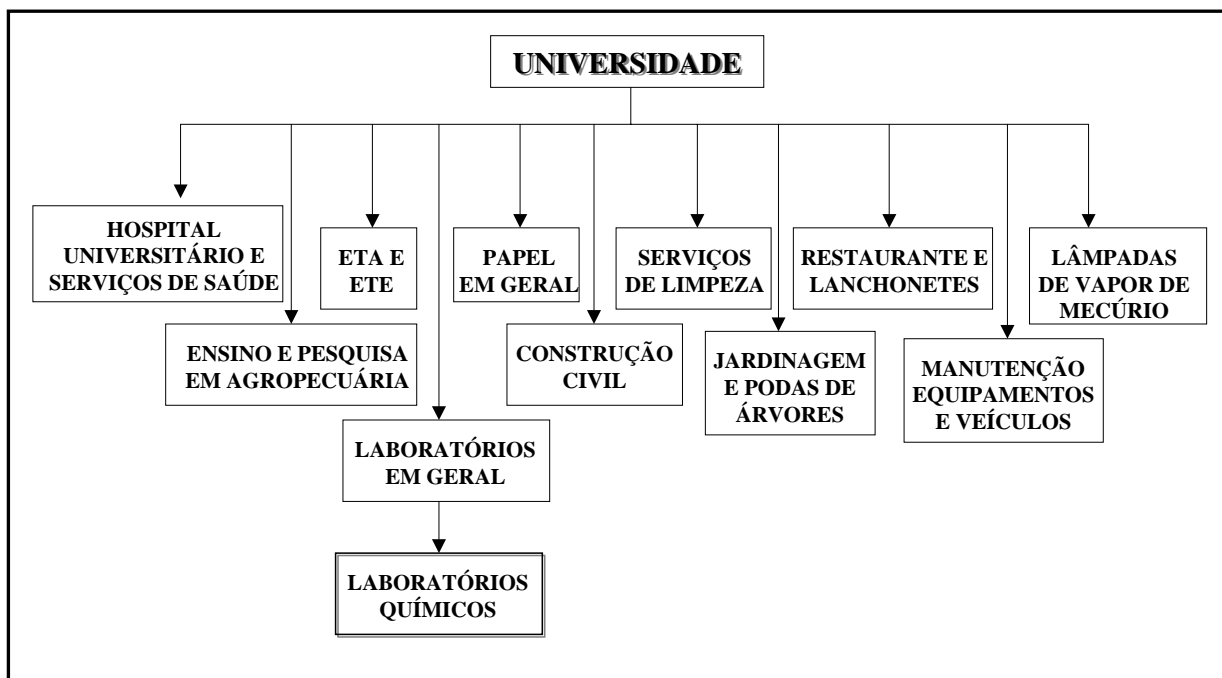 UNIVERSIDADE
HOSPITAL
UNIVERSITÁRIO E
SERVIÇOS DE SAÚDE
ETA E
ETE
PAPEL
EM GERAL
SERVIÇOS
DE LIMPEZA
RESTAURANTE E
LANCHONETES
LÂMPADAS
DE VAPOR DE
MECÚRIO
ENSINO E PESQUISA
EM AGROPECUÁRIA
CONSTRUÇÃO
CIVIL
JARDINAGEM
E PODAS DE
ÁRVORES
MANUTENÇÃO
EQUIPAMENTOS
E VEÍCULOS
LABORATÓRIOS
EM GERAL
LABORATÓRIOS
QUÍMICOS